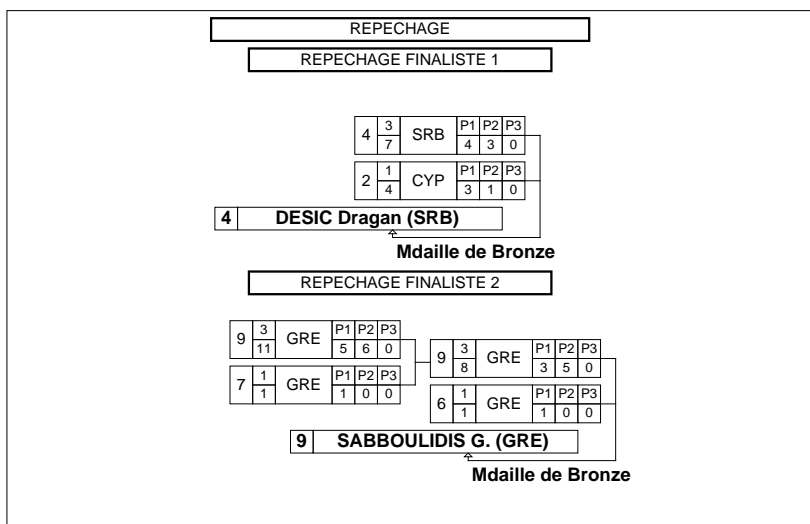 REPECHAGE
REPECHAGE FINALISTE 1
4 3 SRB P1 P2 P3
7 4 3 0
2 1 CYP P1 P2 P3
4 3 1 0
4 DESIC Dragan (SRB)
Mdaille de Bronze
REPECHAGE FINALISTE 2
9 3 GRE P1 P2 P3
11 5 6 0
7 1 GRE P1 P2 P3
1 1 0 0
9 3 GRE P1 P2 P3
8 3 5 0
6 1 GRE P1 P2 P3
1 1 0 0
9 SABBOULIDIS G. (GRE)
Mdaille de Bronze